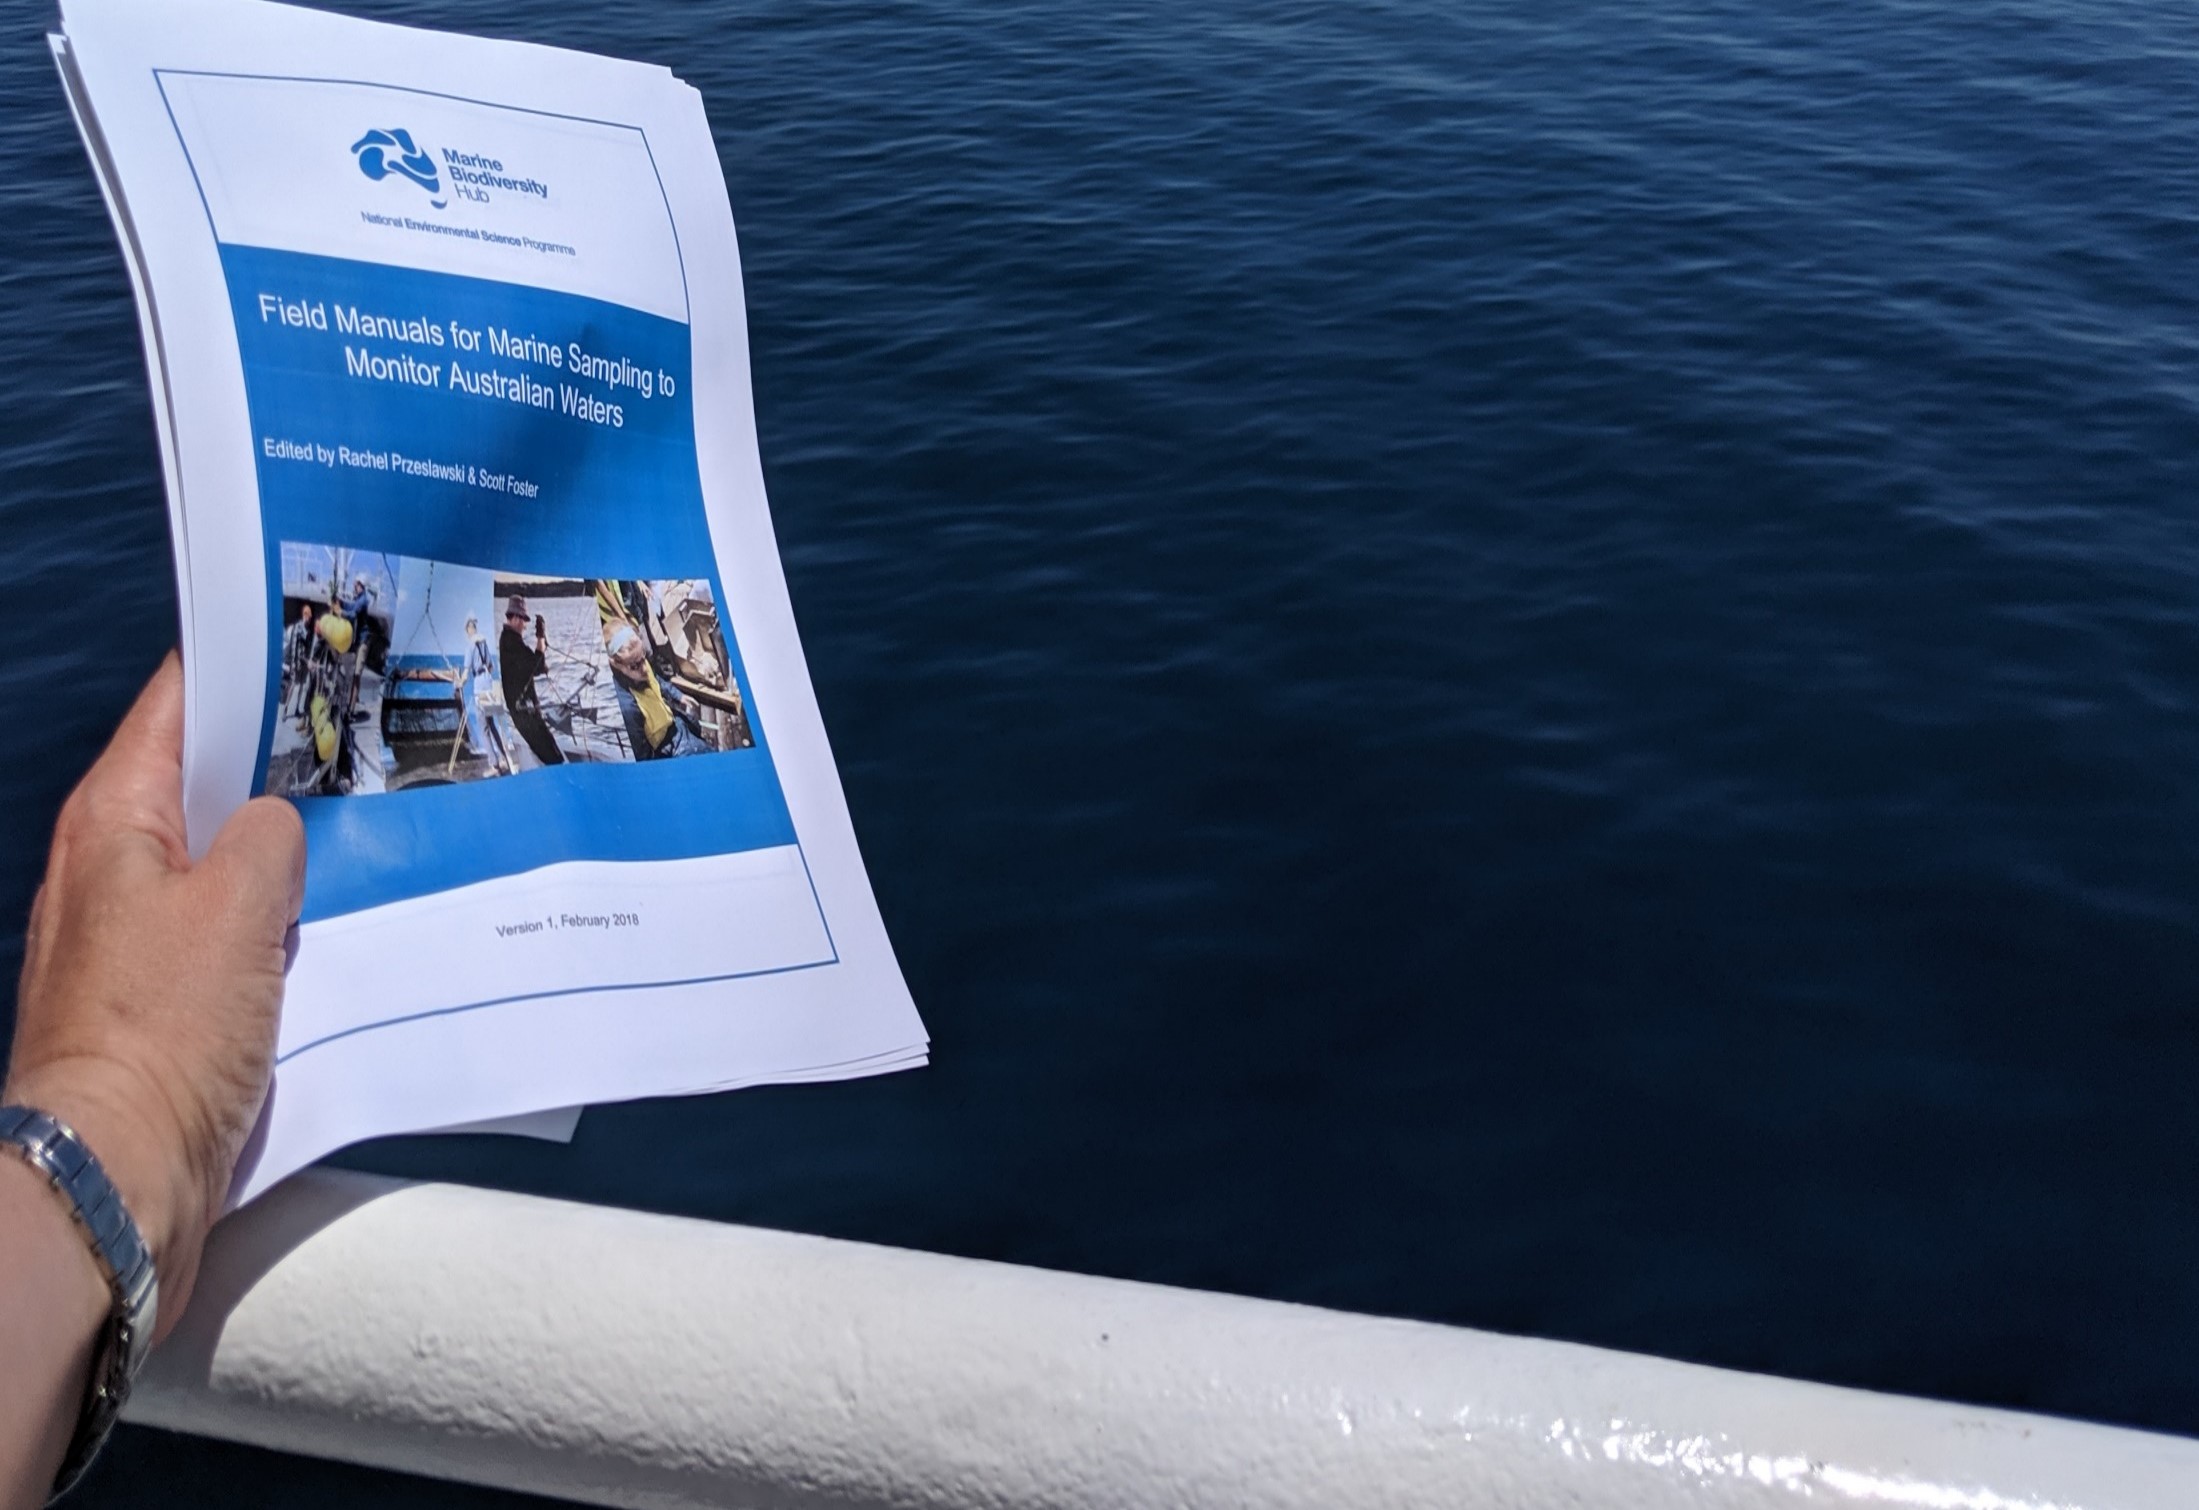 Marine
Biodiversity
Hub
National Environmental Science Programme
Field Manuals for Marine Sampling to
Monitor Australian Waters
Edited by Rachel Przeslawski & Scott Foster
Version 1, February 2018